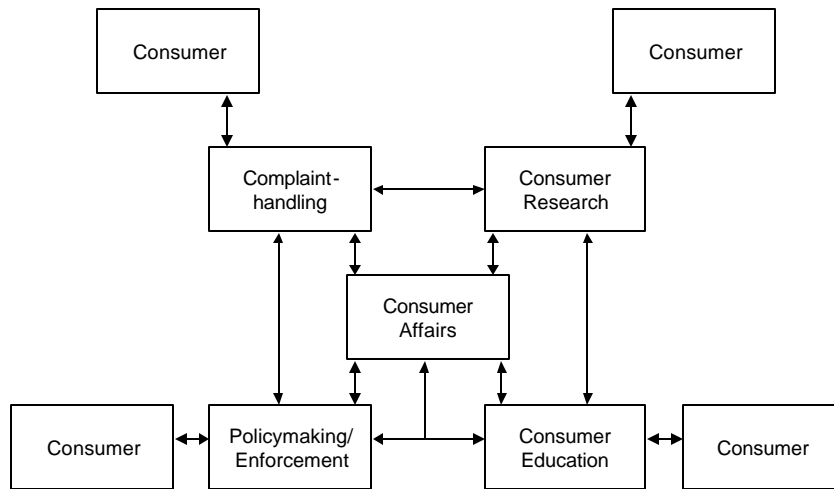 Consumer
Consumer
Complaint-
handling
Consumer
Research
Consumer
Affairs
Consumer
Policymaking/
Enforcement
Consumer
Education
Consumer